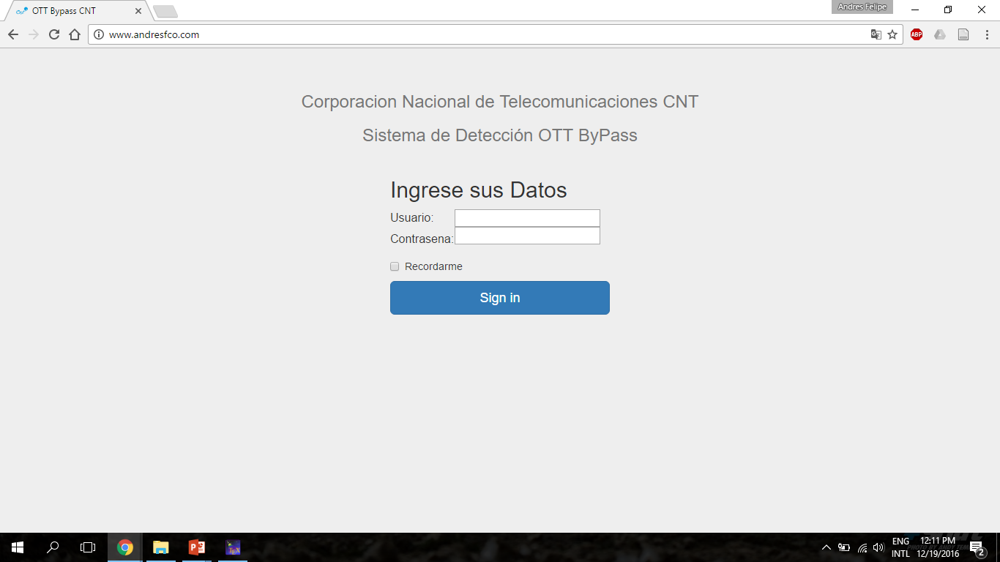 OTT Bypass CNT
Andres Felipe
www.andresfco.com
ABP
Corporacion Nacional de Telecomunicaciones CNT
Sistema de Detección OTT ByPass
Ingrese sus Datos
Usuario:
Contrasena:
Recordarme
Sign in
ENG
INTL
12:11 PM
12/19/2016
2